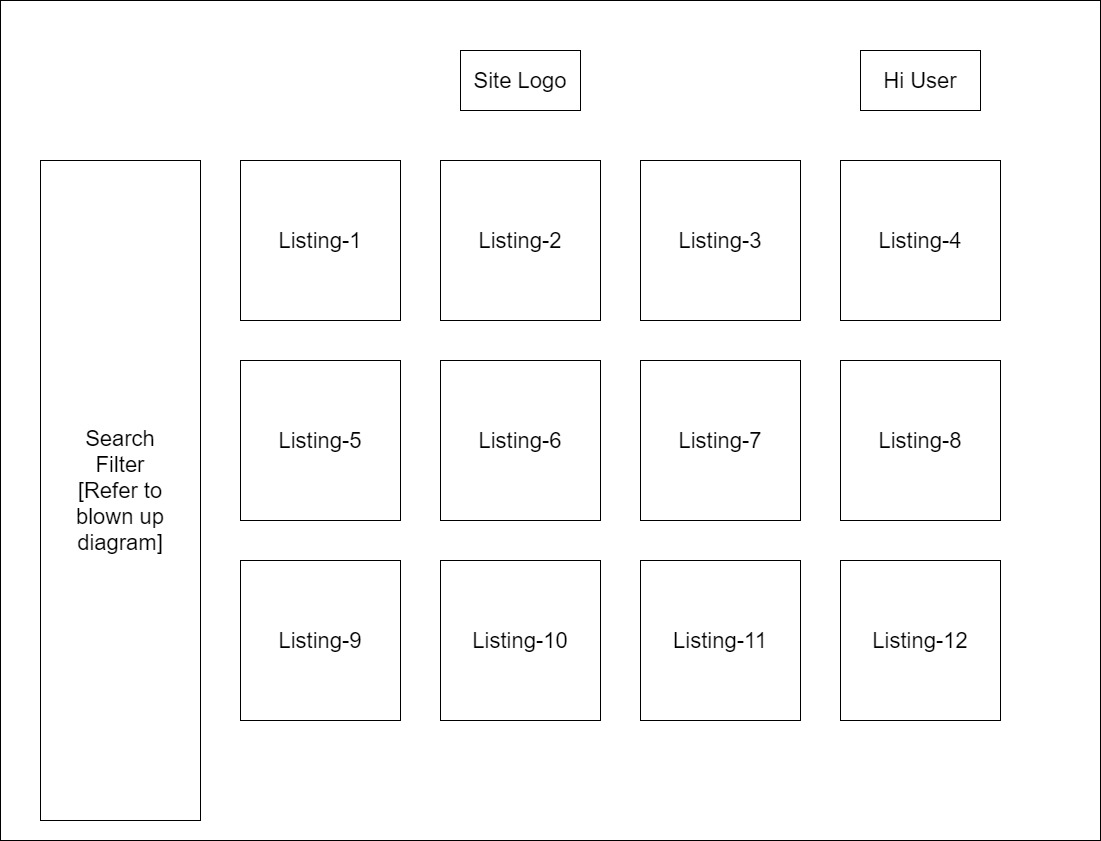 Site Logo
Hi User
Listing-1
Listing-2
Listing-3
Listing-4
Search
Filter
[Refer to
blown up
diagram]
Listing-5
Listing-6
Listing-7
Listing-8
Listing-9
Listing-10
Listing-11
Listing-12